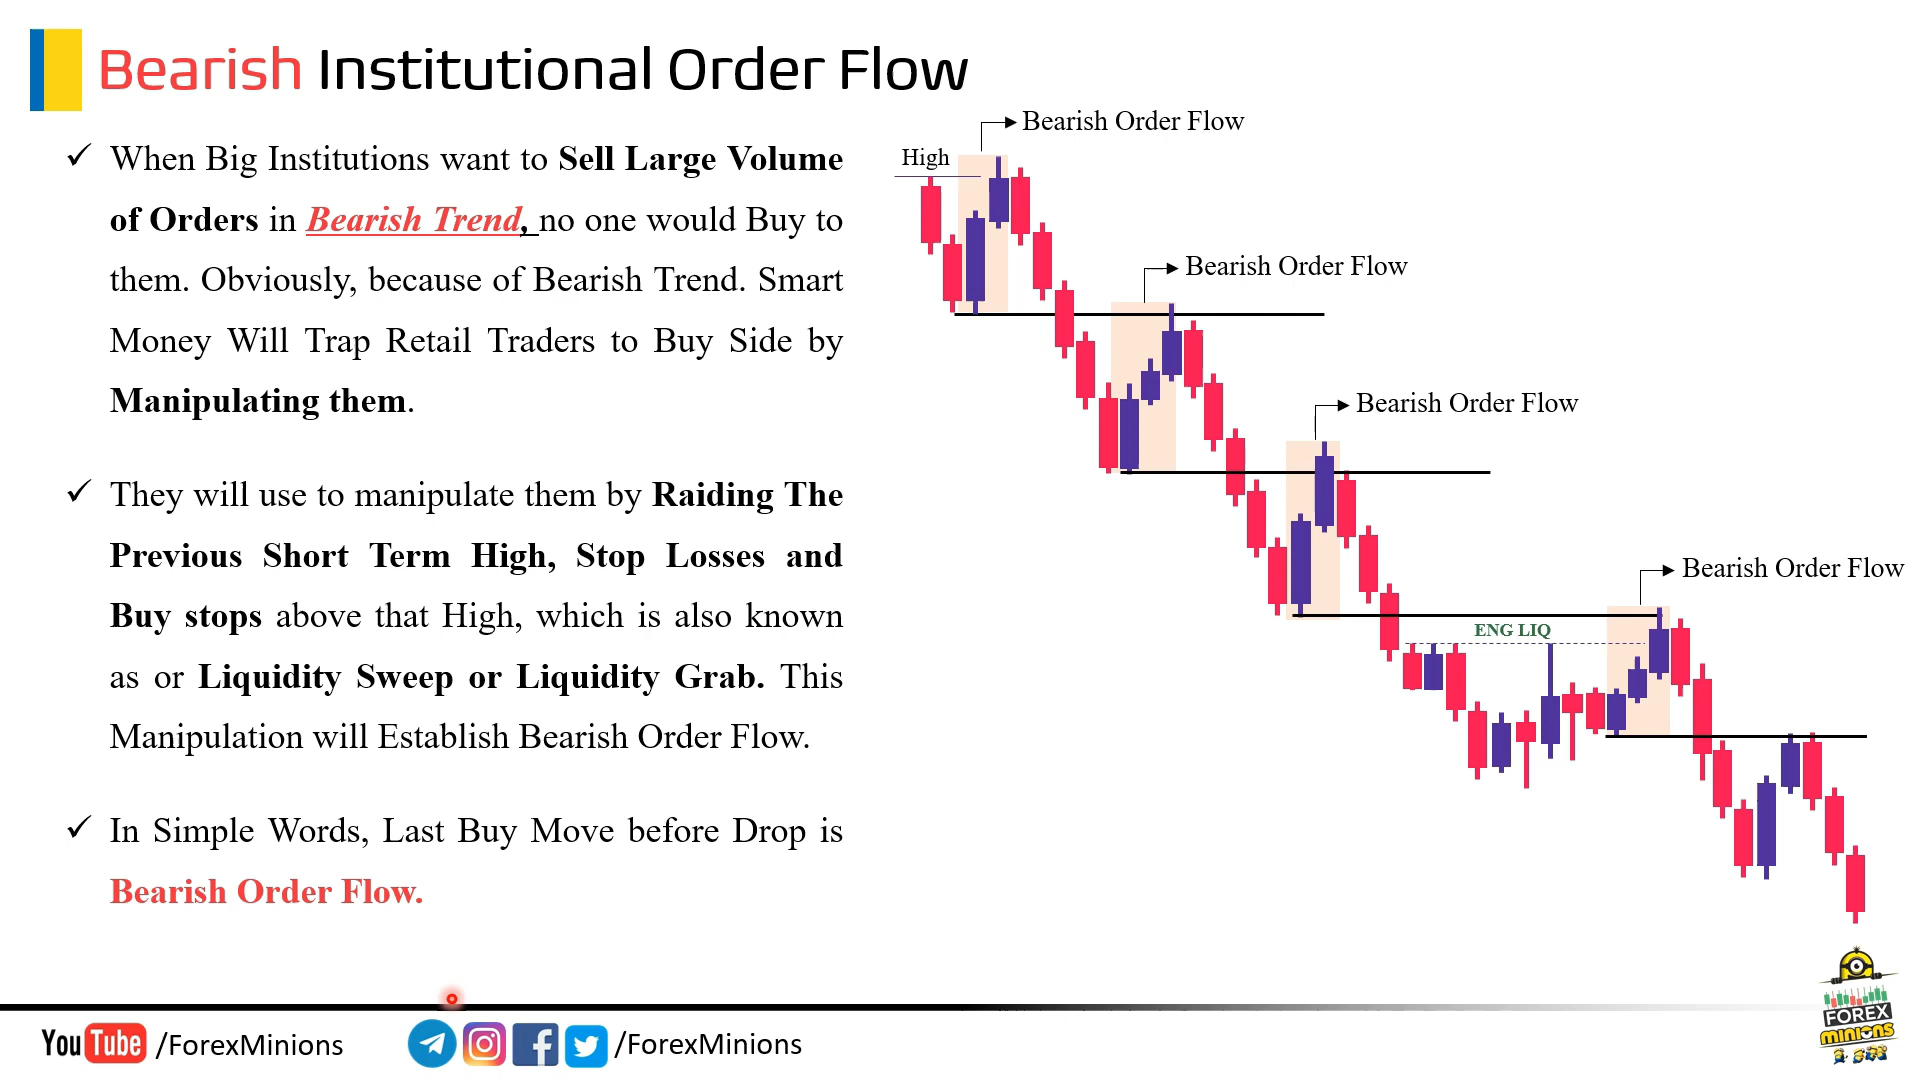 Bearish Institutional Order Flow
✓ When Big Institutions want to Sell Large Volume
of Orders in Bearish Trend, no one would Buy to
them. Obviously, because of Bearish Trend. Smart
Money Will Trap Retail Traders to Buy Side by
Manipulating them.
✓ They will use to manipulate them by Raiding The
Previous Short Term High, Stop Losses and
Buy stops above that High, which is also known
as or Liquidity Sweep or Liquidity Grab. This
Manipulation will Establish Bearish Order Flow.
✓ In Simple Words, Last Buy Move before Drop is
Bearish Order Flow.
Bearish Order Flow
High
Bearish Order Flow
Bearish Order Flow
Bearish Order Flow
ENG LIQ
YouTube /ForexMinions
/ForexMinions
FOREX
MINIONS